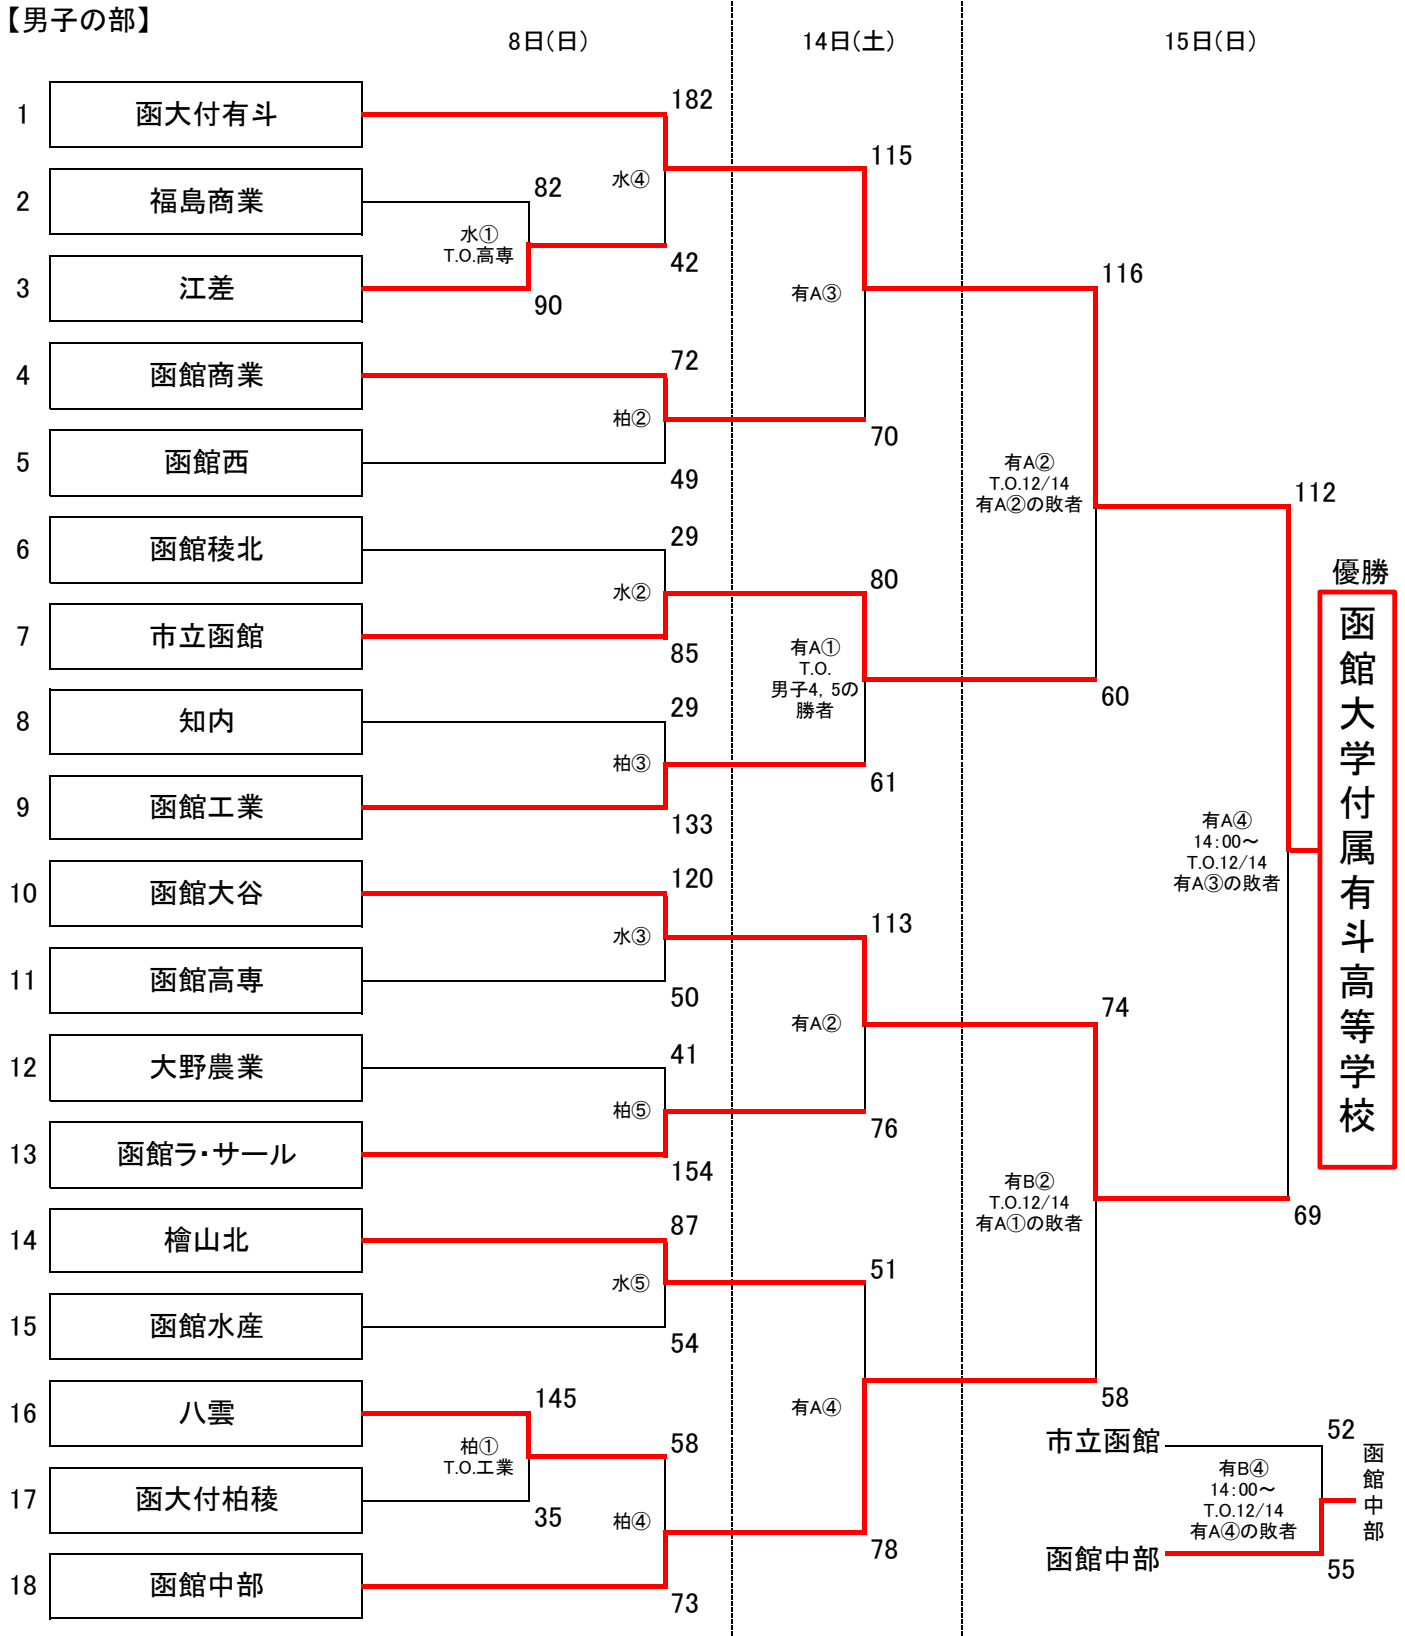 【男子の部】
8日(日)
14日(土)
15日(日)
1
函大付有斗
182
115
2
福島商業
82
水④
水①
T.O.高専
42
3
江差
90
有A③
116
4
函館商業
72
柏②
70
5
函館西
49
有A②
T.O.12/14
有A②の敗者
112
6
函館稜北
29
80
優勝
水②
7
市立函館
85
有A①
T.O.
男子4, 5の
勝者
60
8
知内
29
柏③
61
9
函館工業
133
有A④
14:00～
T.O.12/14
有A③の敗者
函館大学付属有斗高等学校
10
函館大谷
120
113
水③
11
函館高専
50
有A②
74
12
大野農業
41
柏⑤
76
13
函館ラ・サール
154
有B②
T.O.12/14
有A①の敗者
69
14
檜山北
87
51
水⑤
15
函館水産
54
16
八雲
145
有A④
58
柏①
T.O.工業
58
17
函大付柏稜
35
柏④
78
18
函館中部
73
市立函館
52
有B④
14:00～
T.O.12/14
有A④の敗者
函館中部
函館中部
55